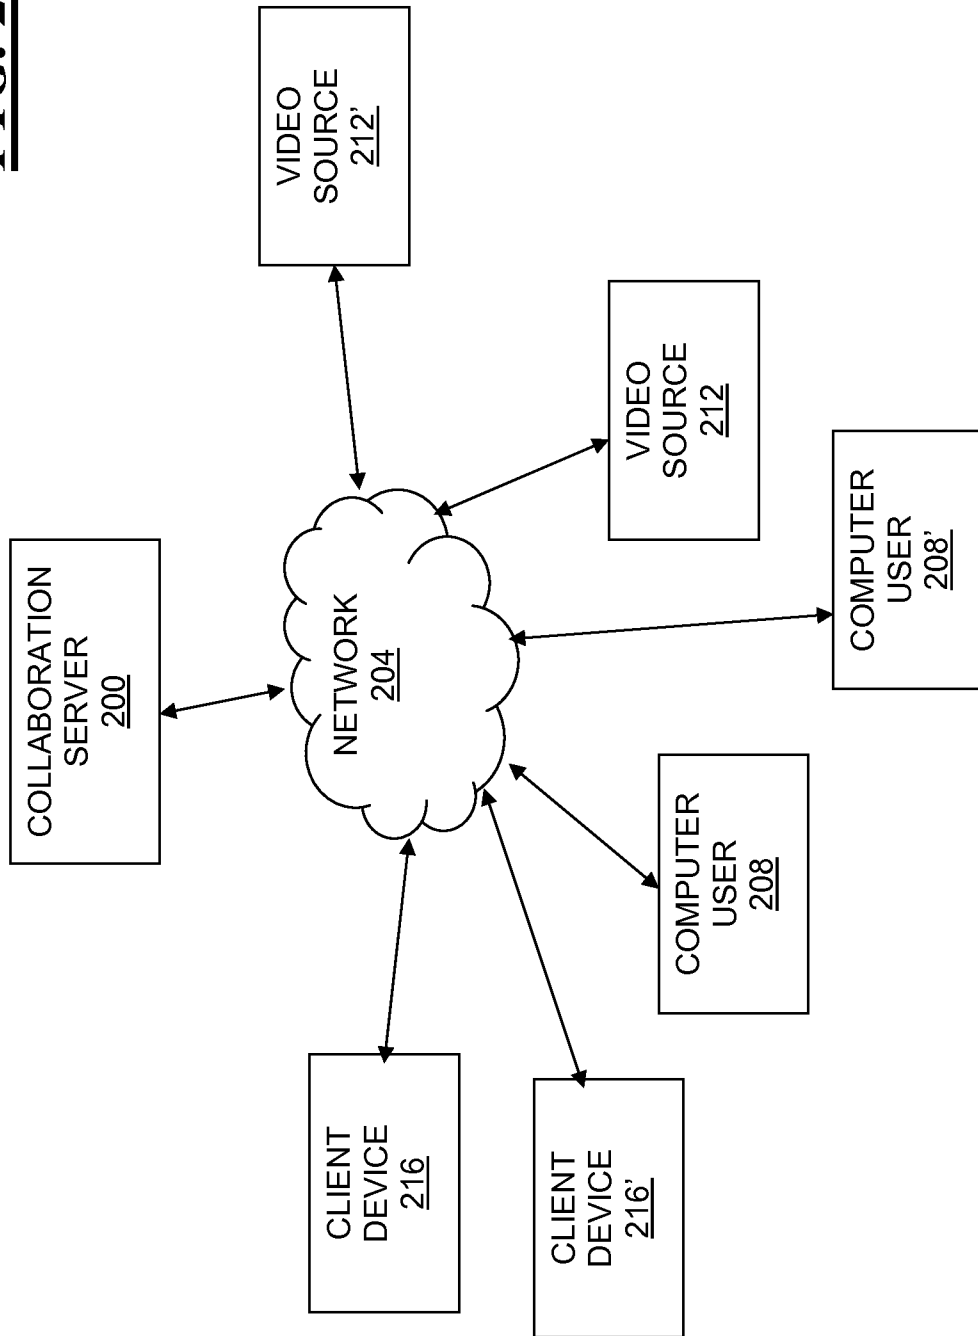 COLLABORATION
SERVER
200
VIDEO
SOURCE
212'
NETWORK
204
CLIENT
DEVICE
216
CLIENT
DEVICE
216'
VIDEO
SOURCE
212
COMPUTER
USER
208
COMPUTER
USER
208'